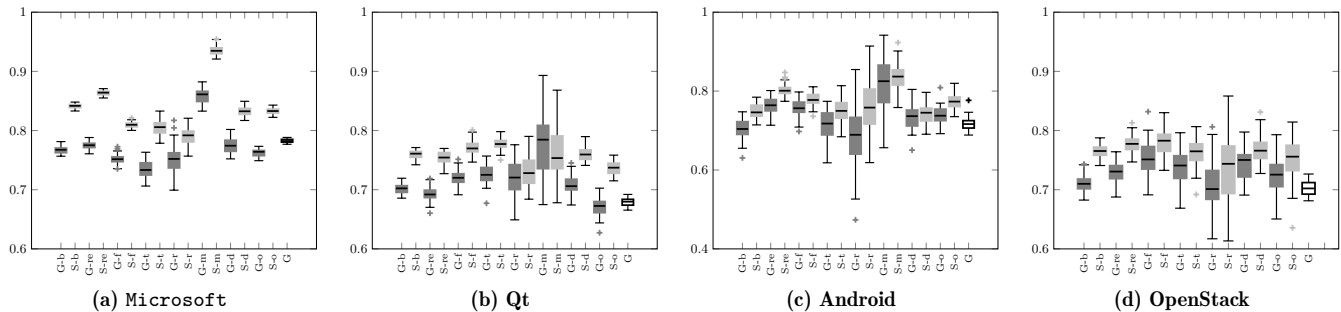 1
0.9
0.8
0.7
0.6
G-b S-b G-re S-re G-f S-f G-t S-t G-r S-r G-m S-m G-d S-d G-o S-o G
(a) Microsoft
1
0.9
0.8
0.7
0.6
G-b S-b G-re S-re G-f S-f G-t S-t G-r S-r G-m S-m G-d S-d G-o S-o G
(b) Qt
1
0.8
0.6
0.4
G-b S-b G-re S-re G-f S-f G-t S-t G-r S-r G-m S-m G-d S-d G-o S-o G
(c) Android
1
0.9
0.8
0.7
0.6
G-b S-b G-re S-re G-f S-f G-t S-t G-r S-r G-d S-d G-o S-o G
(d) OpenStack